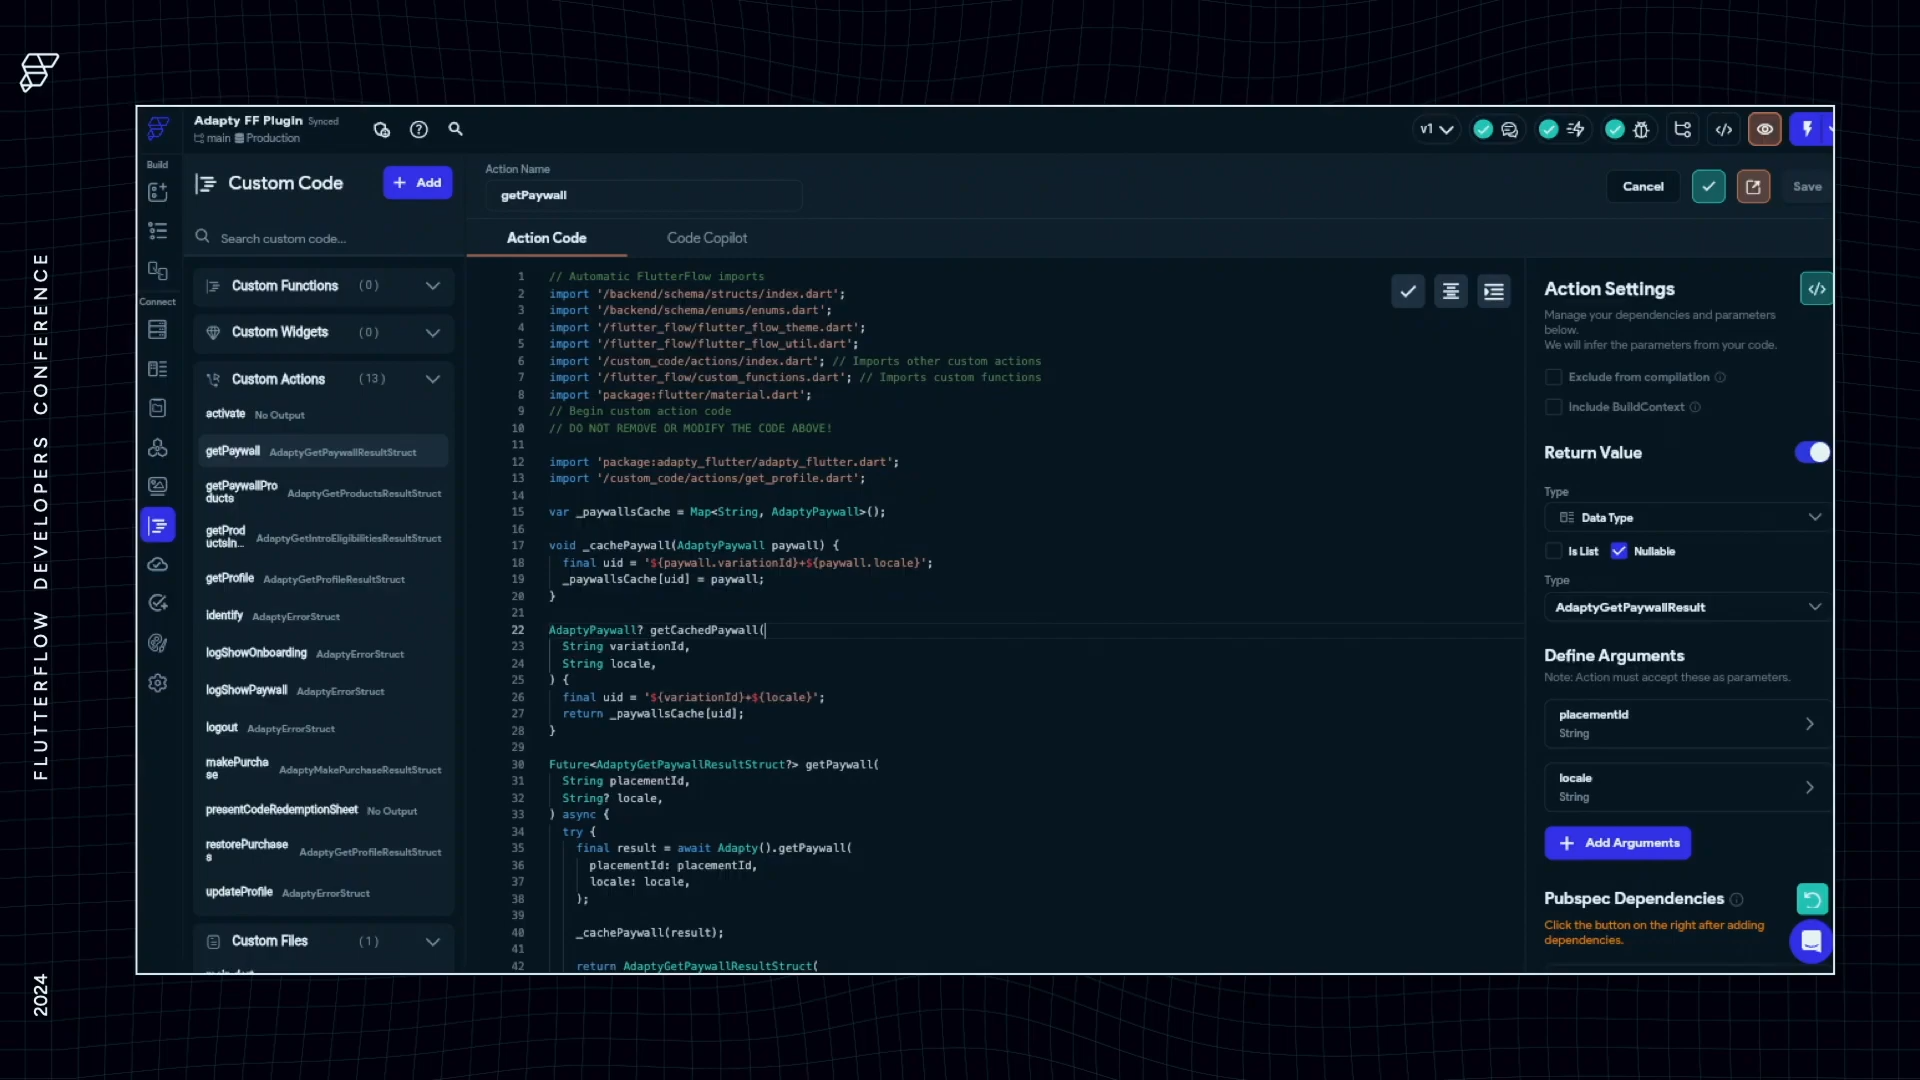 FLUTTERFLOW DEVELOPERS CONFERENCE
2024
Adapty FF Plugin Synced
main Production
v1
Build
Connect
Custom Code
+ Add
Search custom code...
Custom Functions (0)
Custom Widgets (0)
Custom Actions (13)
activate No Output
getPaywall AdaptyGetPaywallResultStruct
getPaywallPro
ducts AdaptyGetProductsResultStruct
getProd
uctsIn... AdaptyGetIntroEligibilitiesResultStruct
getProfile AdaptyGetProfileResultStruct
identify AdaptyErrorStruct
logShowOnboarding AdaptyErrorStruct
logShowPaywall AdaptyErrorStruct
logout AdaptyErrorStruct
makePurcha
se AdaptyMakePurchaseResultStruct
presentCodeRedemptionSheet No Output
restorePurchase
s AdaptyGetProfileResultStruct
updateProfile AdaptyErrorStruct
Custom Files (1)
main.dart
Action Name
getPaywall
Cancel
Save
Action Code
Code Copilot
1 // Automatic FlutterFlow imports
2 import '/backend/schema/structs/index.dart';
3 import '/backend/schema/enums/enums.dart';
4 import '/flutter_flow/flutter_flow_theme.dart';
5 import '/flutter_flow/flutter_flow_util.dart';
6 import '/custom_code/actions/index.dart'; // Imports other custom actions
7 import '/flutter_flow/custom_functions.dart'; // Imports custom functions
8 import 'package:flutter/material.dart';
9 // Begin custom action code
10 // DO NOT REMOVE OR MODIFY THE CODE ABOVE!
11
12 import 'package:adapty_flutter/adapty_flutter.dart';
13 import '/custom_code/actions/get_profile.dart';
14
15 var _paywallsCache = Map<String, AdaptyPaywall>();
16
17 void _cachePaywall(AdaptyPaywall paywall) {
18 final uid = '${paywall.variationId}+${paywall.locale}';
19 _paywallsCache[uid] = paywall;
20 }
21
22 AdaptyPaywall? getCachedPaywall(
23 String variationId,
24 String locale,
25 ) {
26 final uid = '${variationId}+${locale}';
27 return _paywallsCache[uid];
28 }
29
30 Future<AdaptyGetPaywallResultStruct?> getPaywall(
31 String placementId,
32 String? locale,
33 ) async {
34 try {
35 final result = await Adapty().getPaywall(
36 placementId: placementId,
37 locale: locale,
38 );
39
40 _cachePaywall(result);
41
42 return AdaptyGetPaywallResultStruct(
Action Settings
Manage your dependencies and parameters
below.
We will infer the parameters from your code.
Exclude from compilation
Include BuildContext
Return Value
Type
Data Type
Is List Nullable
Type
AdaptyGetPaywallResult
Define Arguments
Note: Action must accept these as parameters.
placementId
String
locale
String
+ Add Arguments
Pubspec Dependencies
Click the button on the right after adding
dependencies.